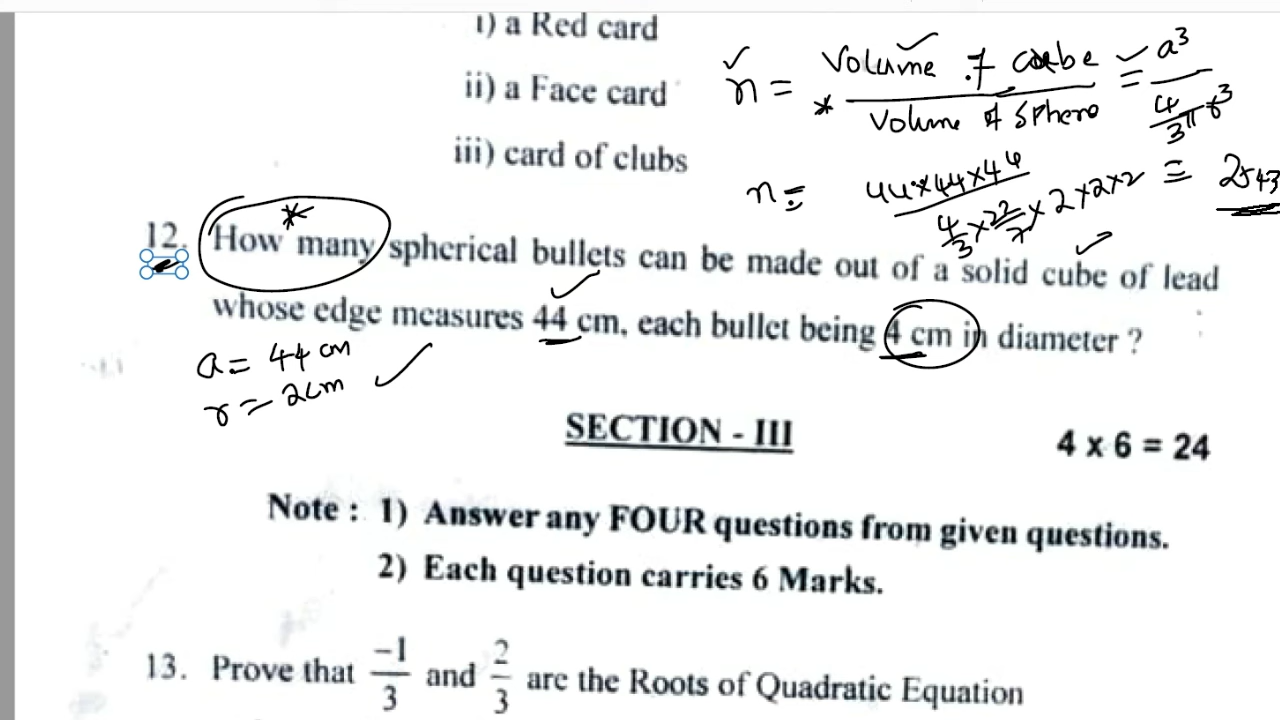 i) a Red card
ii) a Face card
iii) card of clubs
n = Volume of cube / Volume of Sphere = a³ / 4/3 π r³
n = 44×44×44 / 4/3 × 22/7 × 2×2×2 = 2543
12. How many spherical bullets can be made out of a solid cube of lead
whose edge measures 44 cm, each bullet being 4 cm in diameter ?
a = 44 cm
r = 2cm
SECTION - III
4 x 6 = 24
Note : 1) Answer any FOUR questions from given questions.
2) Each question carries 6 Marks.
13. Prove that -1/3 and 2/3 are the Roots of Quadratic Equation